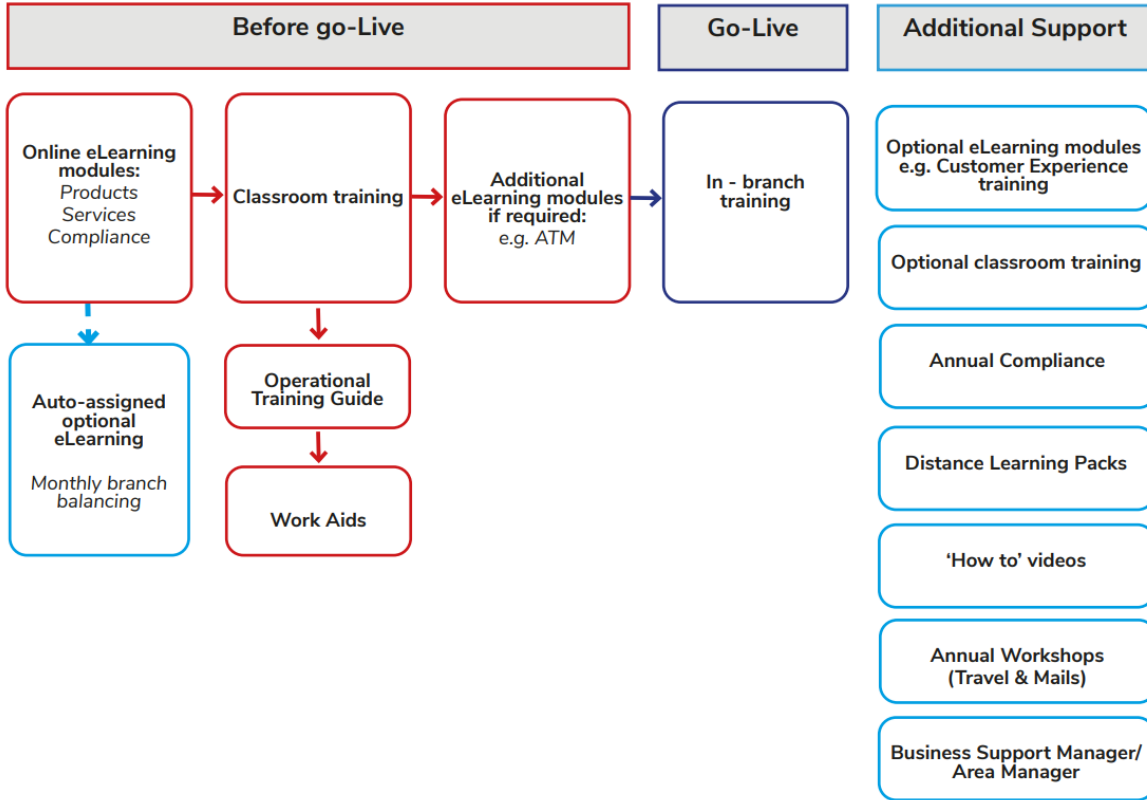 Before go-Live
Go-Live
Additional Support
Online eLearning
modules:
Products
Services
Compliance
Classroom training
Additional
eLearning modules
if required:
e.g. ATM
In - branch
training
Auto-assigned
optional
eLearning
Monthly branch
balancing
Operational
Training Guide
Work Aids
Optional eLearning modules
e.g. Customer Experience
training
Optional classroom training
Annual Compliance
Distance Learning Packs
‘How to’ videos
Annual Workshops
(Travel & Mails)
Business Support Manager/
Area Manager